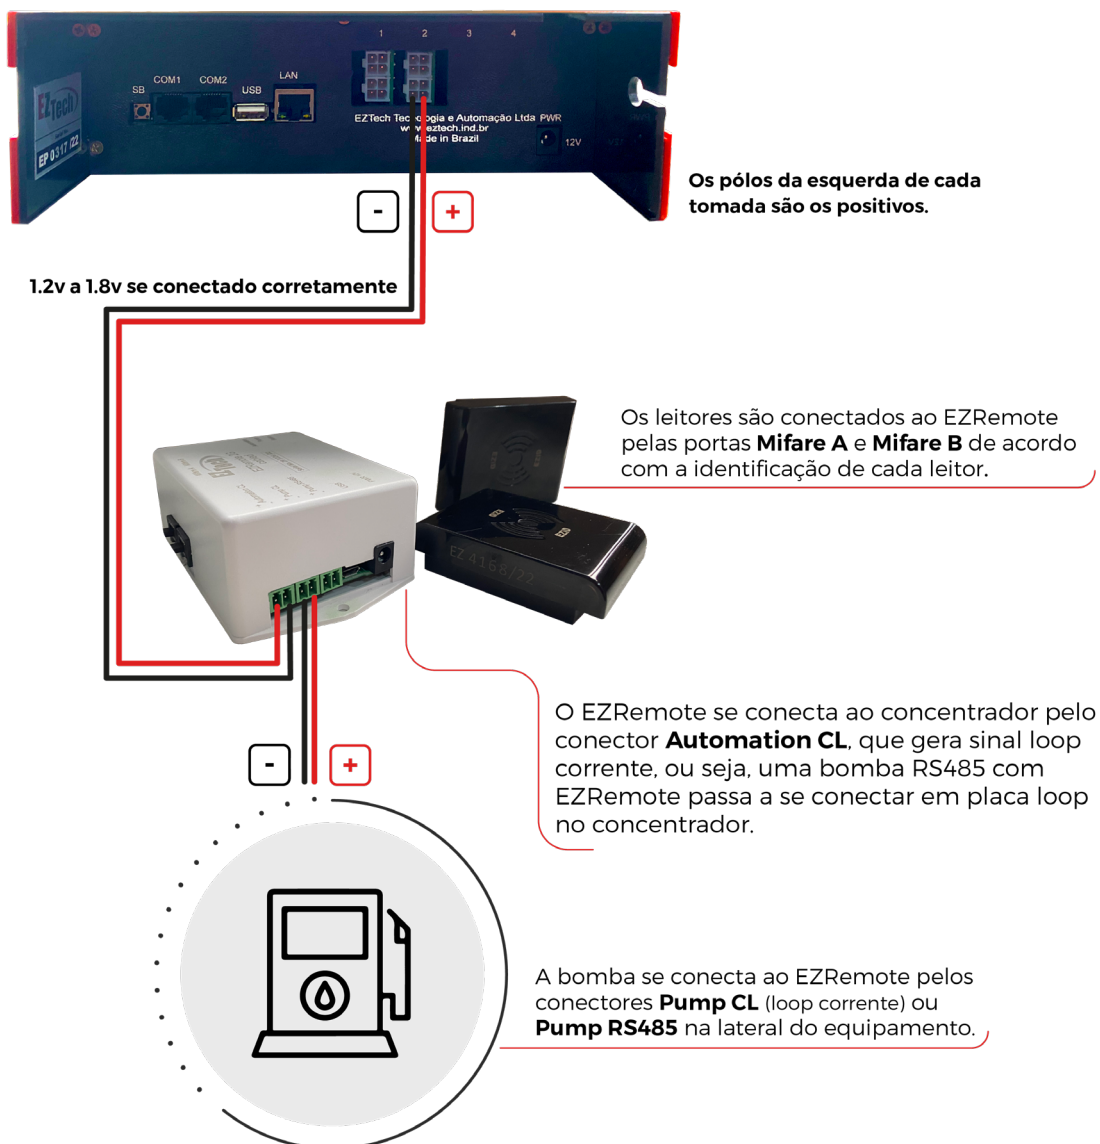 1
2
3
4
SB
COM1
COM2
USB
LAN
EZTech
EP 0317 /22
EZTech Tecnologia e Automação Ltda
www.eztech.ind.br
Made in Brazil
PWR
12V
-
+
Os pólos da esquerda de cada
tomada são os positivos.
1.2v a 1.8v se conectado corretamente
Os leitores são conectados ao EZRemote
pelas portas Mifare A e Mifare B de acordo
com a identificação de cada leitor.
EZID
EZ 4168/22
O EZRemote se conecta ao concentrador pelo
conector Automation CL, que gera sinal loop
corrente, ou seja, uma bomba RS485 com
EZRemote passa a se conectar em placa loop
no concentrador.
-
+
A bomba se conecta ao EZRemote pelos
conectores Pump CL (loop corrente) ou
Pump RS485 na lateral do equipamento.